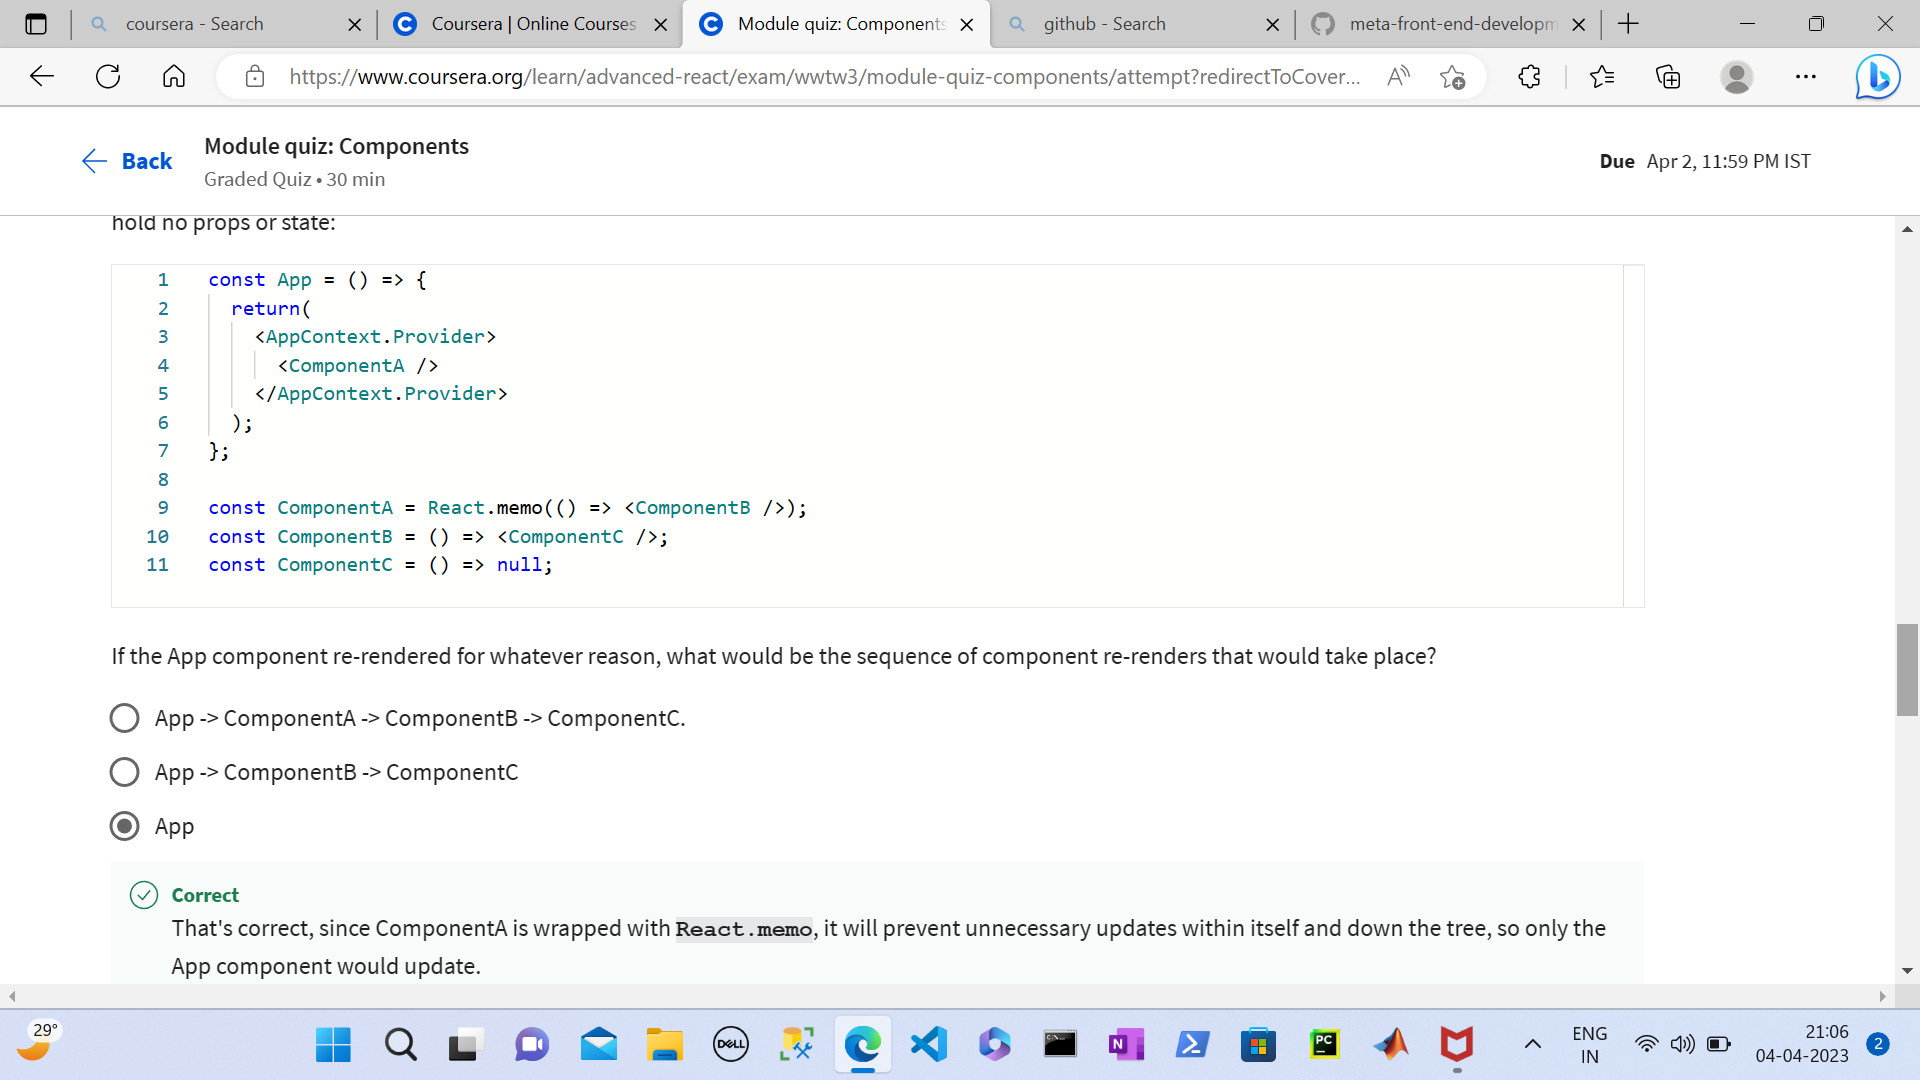 coursera - Search
Coursera | Online Courses
Module quiz: Components
github - Search
meta-front-end-developm
https://www.coursera.org/learn/advanced-react/exam/wwtw3/module-quiz-components/attempt?redirectToCover...
Back
Module quiz: Components
Graded Quiz • 30 min
Due Apr 2, 11:59 PM IST
hold no props or state:
1 const App = () => {
2 return(
3 <AppContext.Provider>
4 <ComponentA />
5 </AppContext.Provider>
6 );
7 };
8
9 const ComponentA = React.memo(() => <ComponentB />);
10 const ComponentB = () => <ComponentC />;
11 const ComponentC = () => null;
If the App component re-rendered for whatever reason, what would be the sequence of component re-renders that would take place?
App -> ComponentA -> ComponentB -> ComponentC.
App -> ComponentB -> ComponentC
App
Correct
That's correct, since ComponentA is wrapped with React.memo, it will prevent unnecessary updates within itself and down the tree, so only the
App component would update.
29°
DELL
N
PC
ENG
IN
21:06
04-04-2023
2